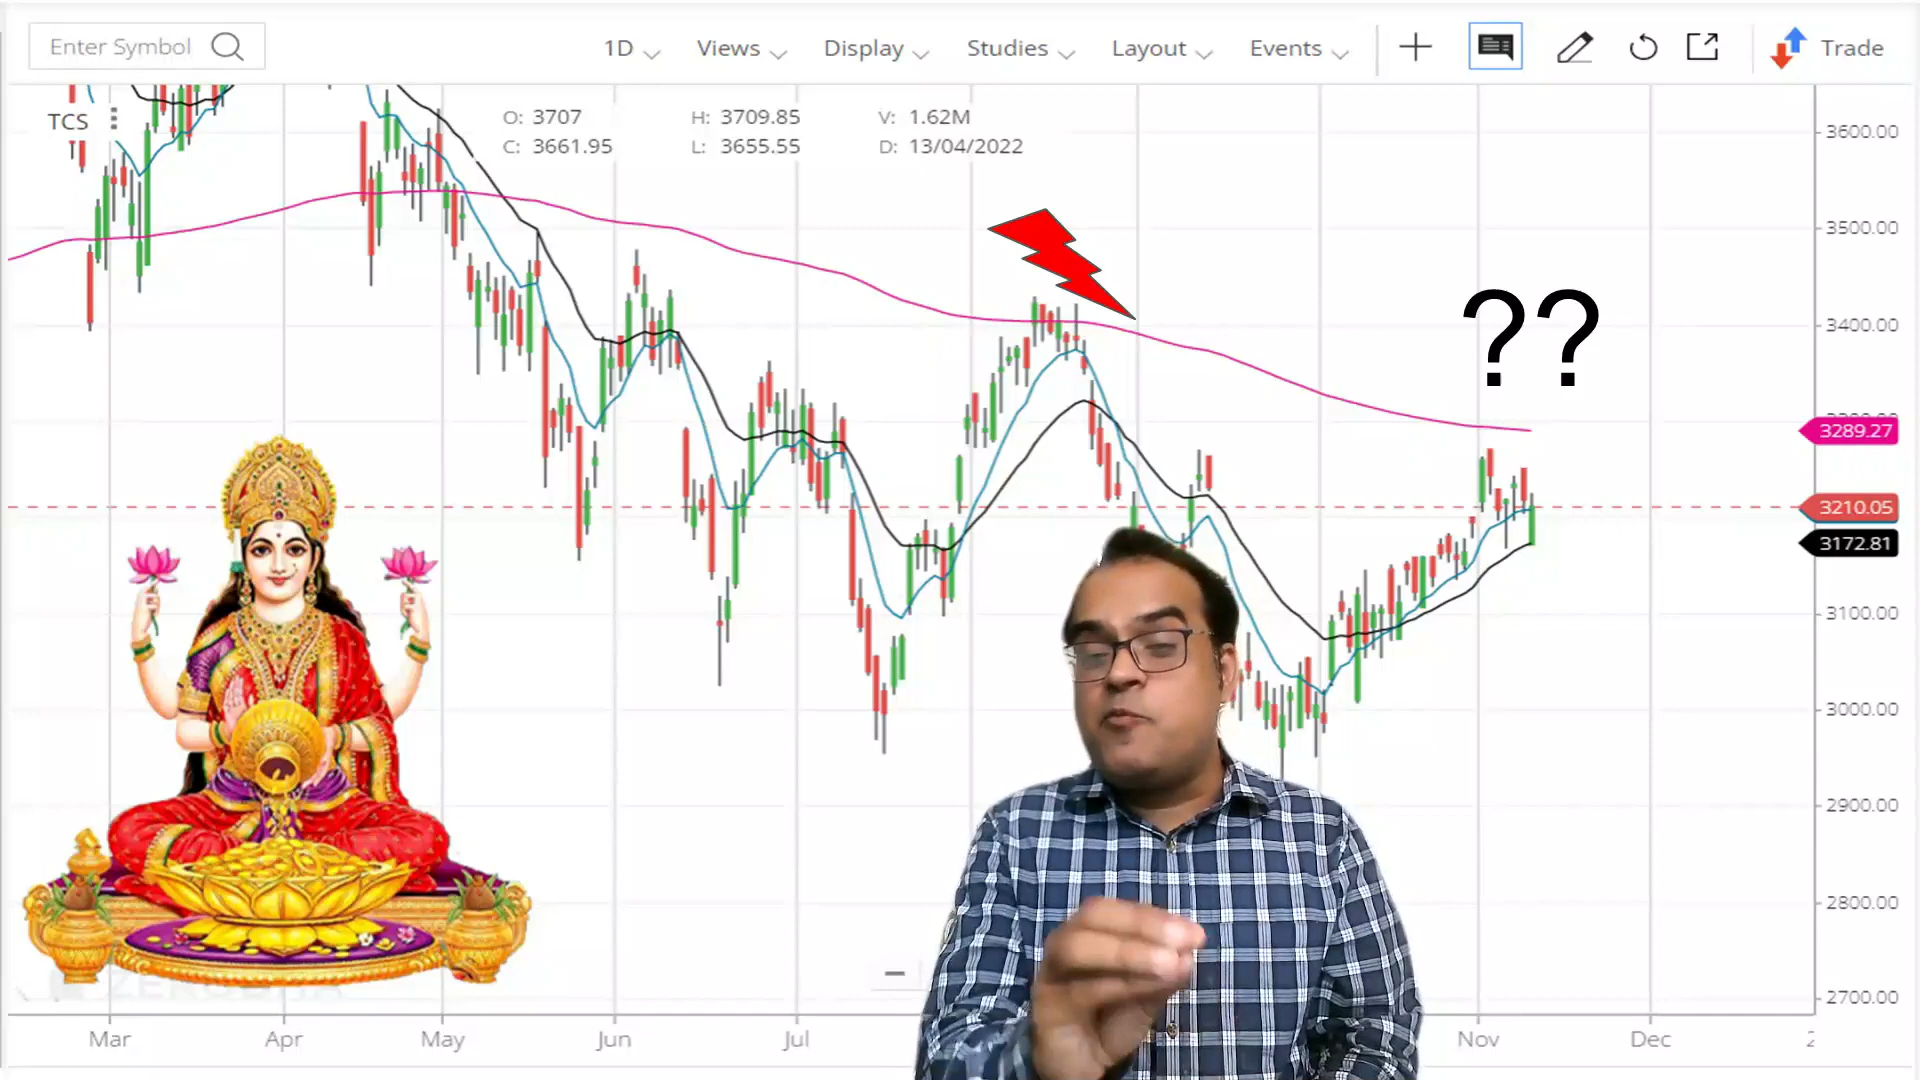 Enter Symbol 1D Views Display Studies Layout Events Trade
TCS
O: 3707 H: 3709.85 V: 1.62M
C: 3661.95 L: 3655.55 D: 13/04/2022
??
3600.00
3500.00
3400.00
3289.27
3210.05
3172.81
3100.00
3000.00
2900.00
2800.00
2700.00
Mar Apr May Jun Jul Nov Dec 2